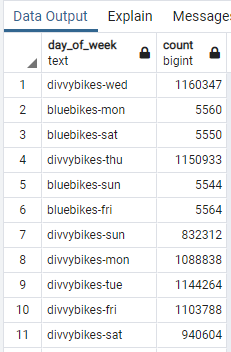 Data Output Explain Messages
day_of_week count
text bigint
1 divvybikes-wed 1160347
2 bluebikes-mon 5560
3 bluebikes-sat 5550
4 divvybikes-thu 1150933
5 bluebikes-sun 5544
6 bluebikes-fri 5564
7 divvybikes-sun 832312
8 divvybikes-mon 1088838
9 divvybikes-tue 1144264
10 divvybikes-fri 1103788
11 divvybikes-sat 940604